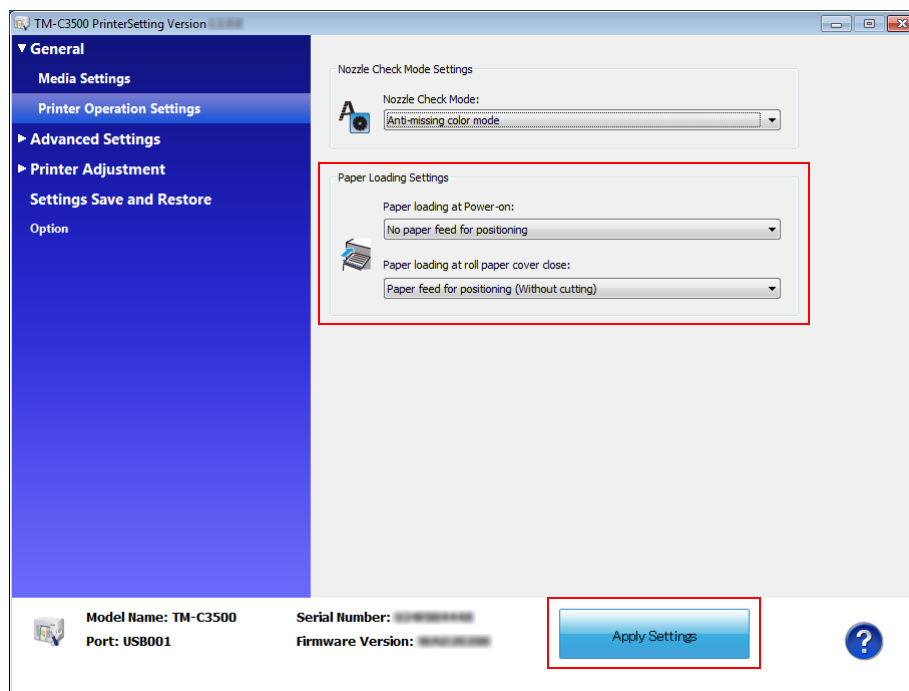 TM-C3500 PrinterSetting Version
General
Media Settings
Printer Operation Settings
Advanced Settings
Printer Adjustment
Settings Save and Restore
Option
Nozzle Check Mode Settings
Nozzle Check Mode:
Anti-missing color mode
Paper Loading Settings
Paper loading at Power-on:
No paper feed for positioning
Paper loading at roll paper cover close:
Paper feed for positioning (Without cutting)
Model Name: TM-C3500
Port: USB001
Serial Number:
Firmware Version:
Apply Settings